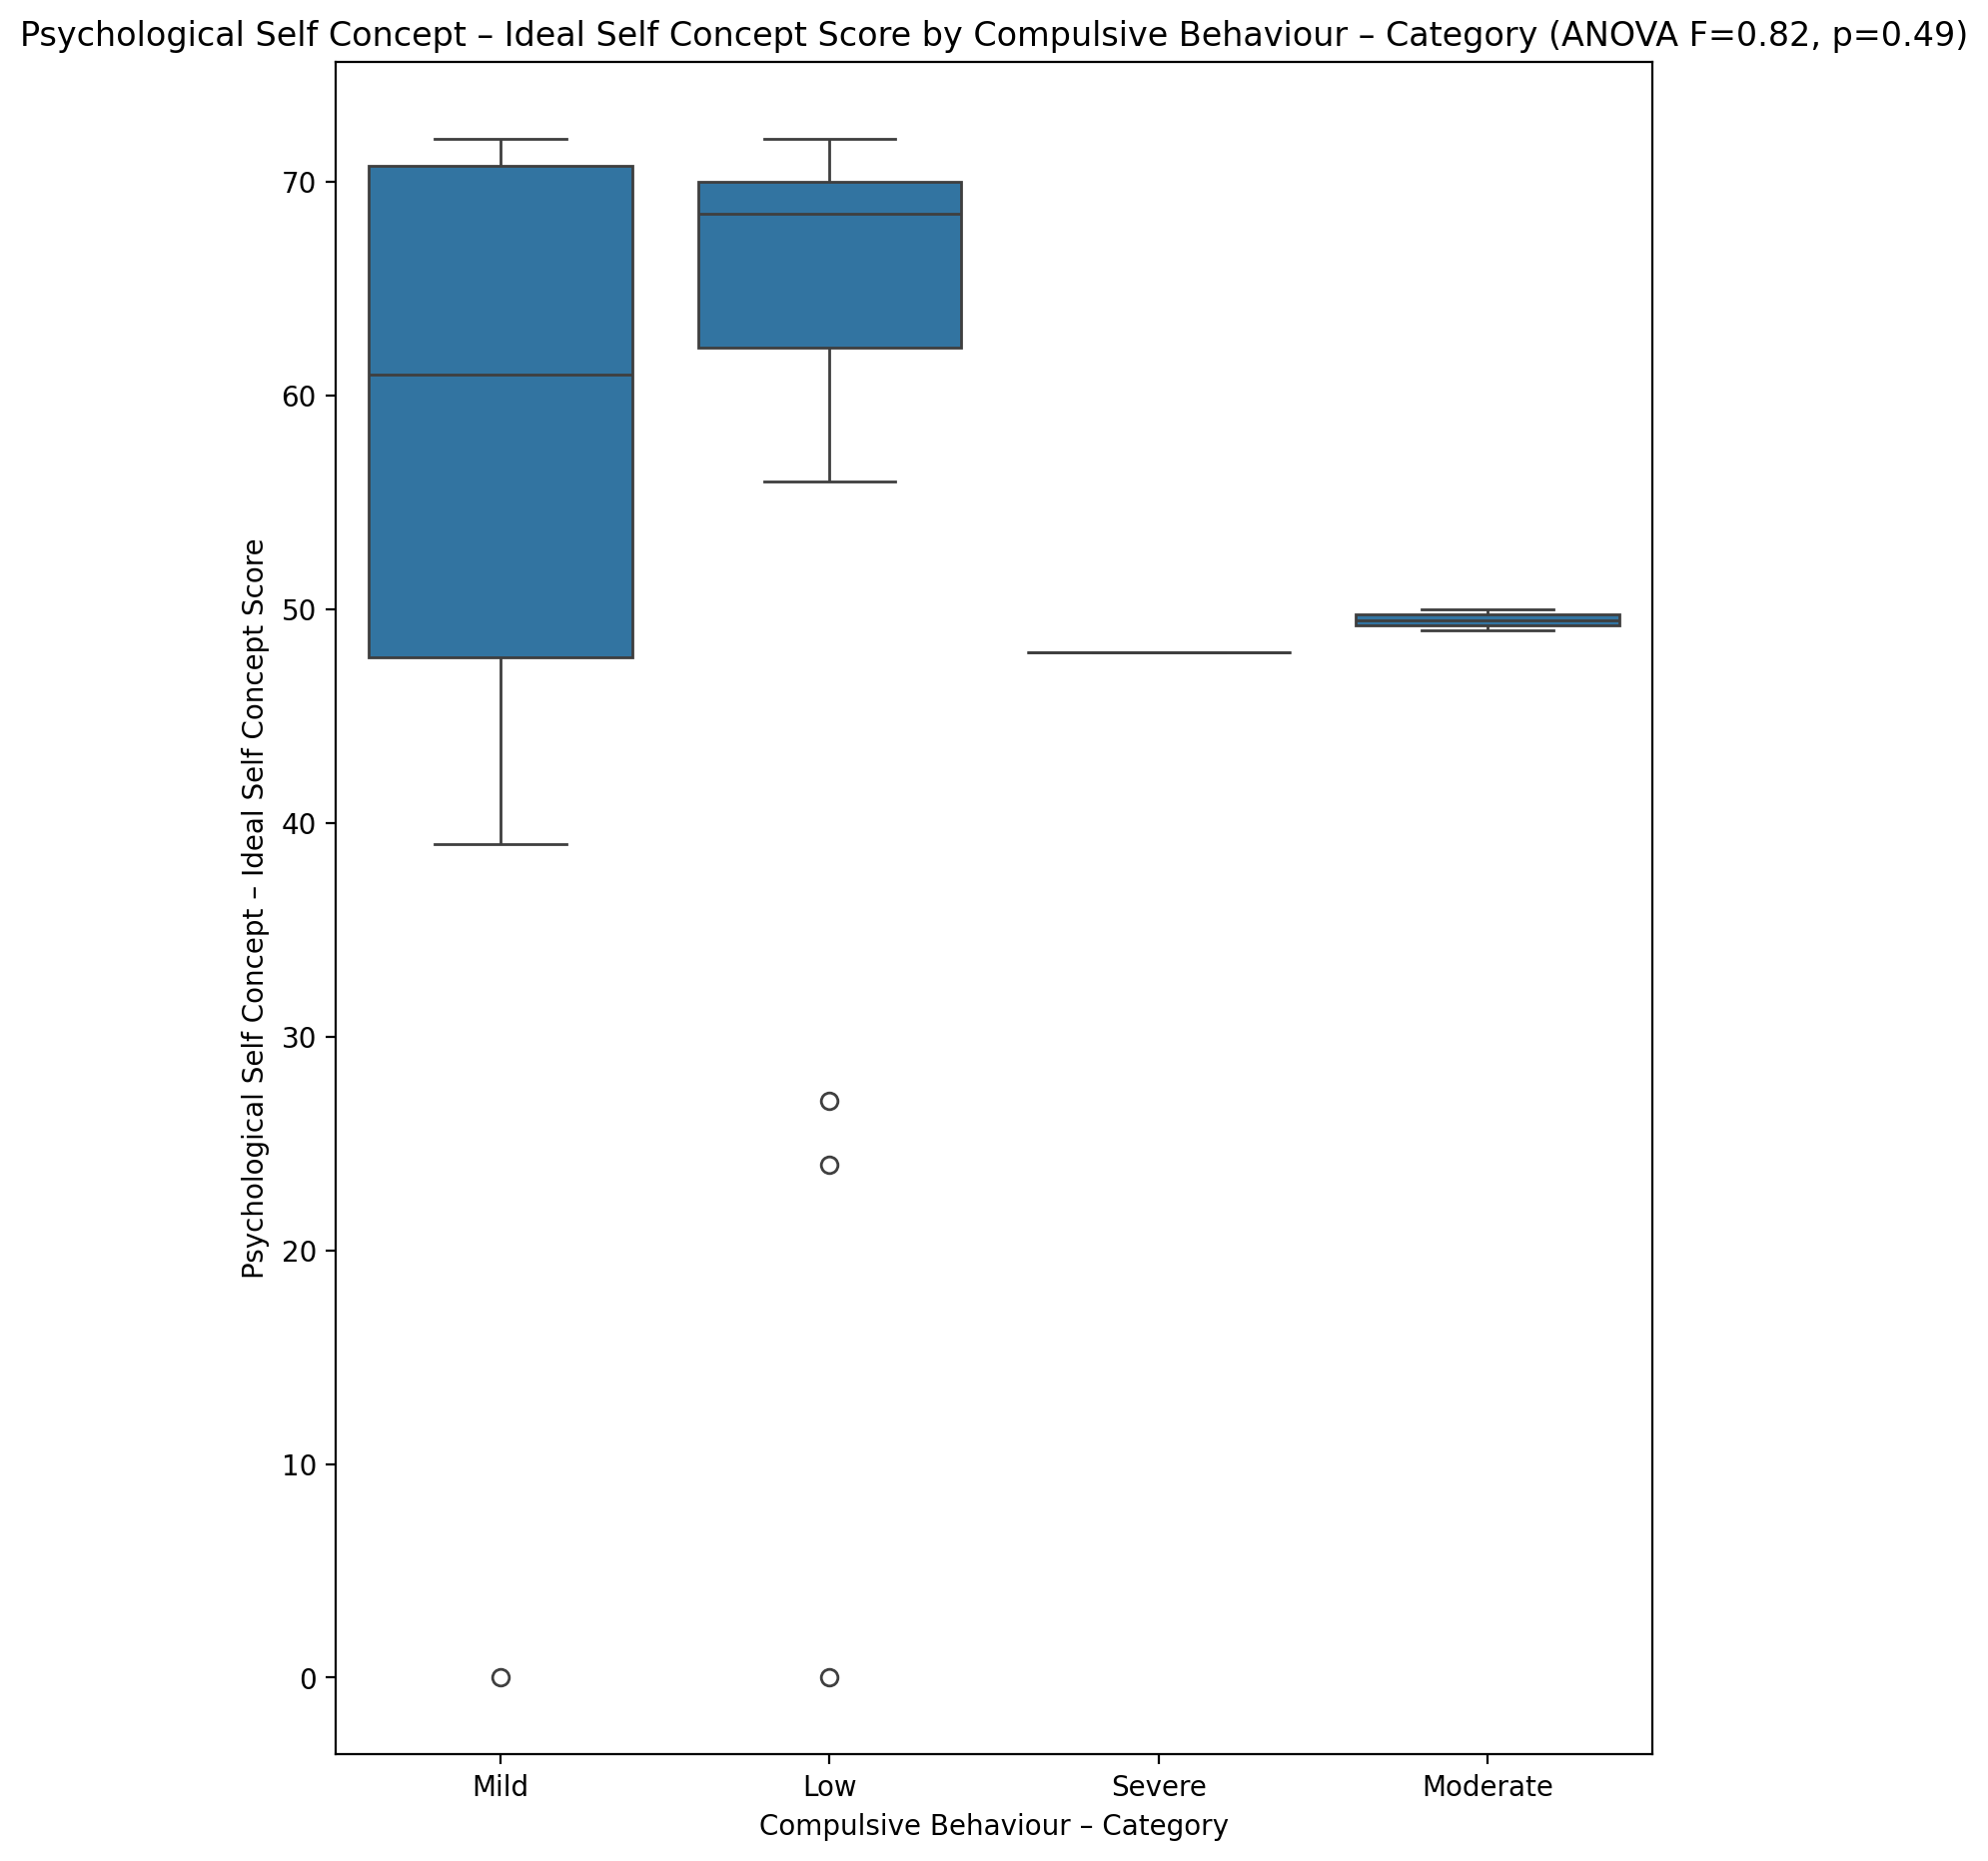 Psychological Self Concept – Ideal Self Concept Score by Compulsive Behaviour – Category (ANOVA F=0.82, p=0.49)
Psychological Self Concept – Ideal Self Concept Score
70
60
50
40
30
20
10
0
Mild Low Severe Moderate
Compulsive Behaviour – Category